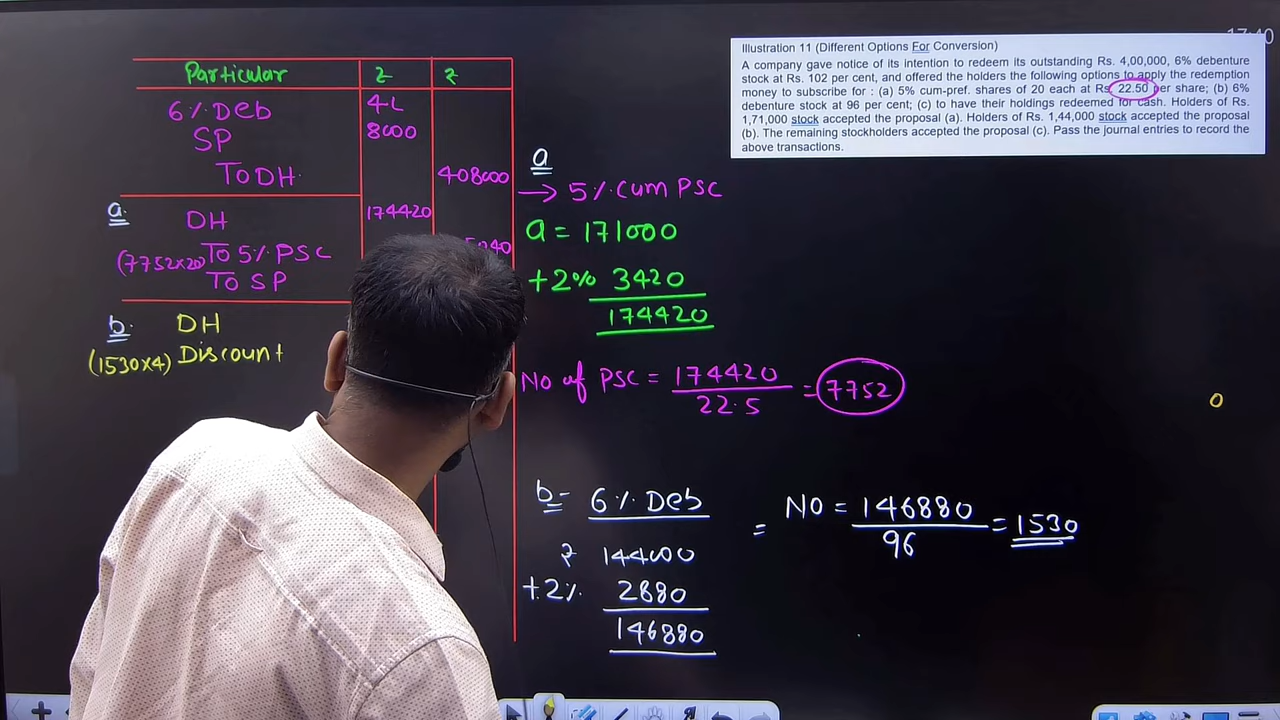 17:40
Illustration 11 (Different Options For Conversion)
A company gave notice of its intention to redeem its outstanding Rs. 4,00,000, 6% debenture
stock at Rs. 102 per cent, and offered the holders the following options to apply the redemption
money to subscribe for : (a) 5% cum-pref. shares of 20 each at Rs 22.50 per share; (b) 6%
debenture stock at 96 per cent; (c) to have their holdings redeemed for cash. Holders of Rs.
1,71,000 stock accepted the proposal (a). Holders of Rs. 1,44,000 stock accepted the proposal
(b). The remaining stockholders accepted the proposal (c). Pass the journal entries to record the
above transactions.
Particular ₹ ₹
6% Deb 4L
SP 8000
To DH 408000
a. DH 174420
(7752×20) To 5% PSC
To SP
b. DH
(1530×4) Discount
a
→ 5% Cum PSC
a = 171000
+2% 3420
174420
No of PSC = 174420
22.5
= 7752
b- 6% Deb
₹ 144000
+2% 2880
146880
= NO = 146880
96
= 1530